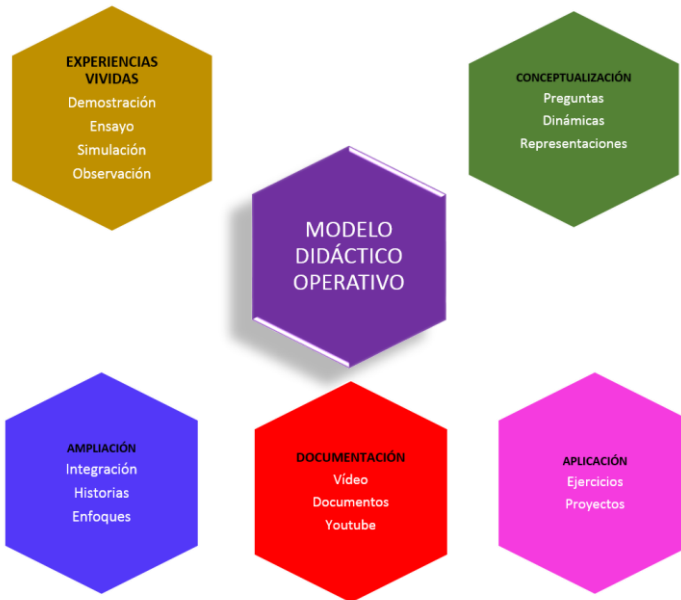 EXPERIENCIAS
VIVIDAS
Demostración
Ensayo
Simulación
Observación
CONCEPTUALIZACIÓN
Preguntas
Dinámicas
Representaciones
MODELO
DIDÁCTICO
OPERATIVO
AMPLIACIÓN
Integración
Historias
Enfoques
DOCUMENTACIÓN
Vídeo
Documentos
Youtube
APLICACIÓN
Ejercicios
Proyectos